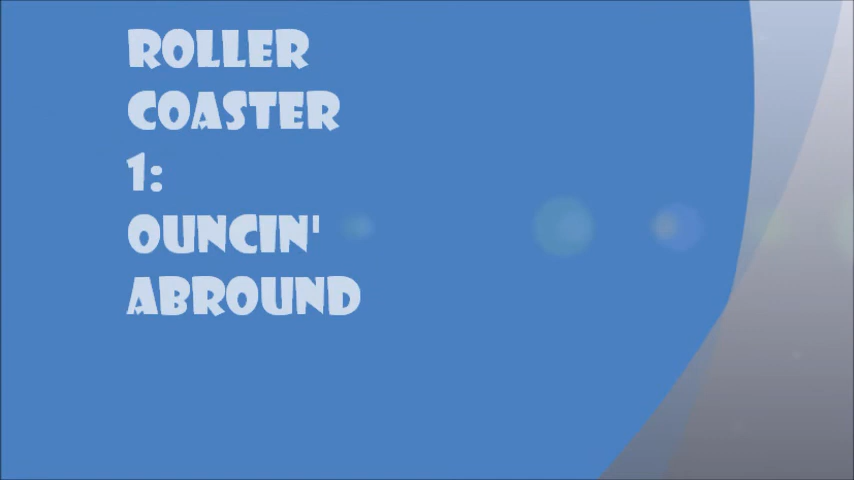 ROLLER
COASTER
1:
OUNCIN'
ABROUND